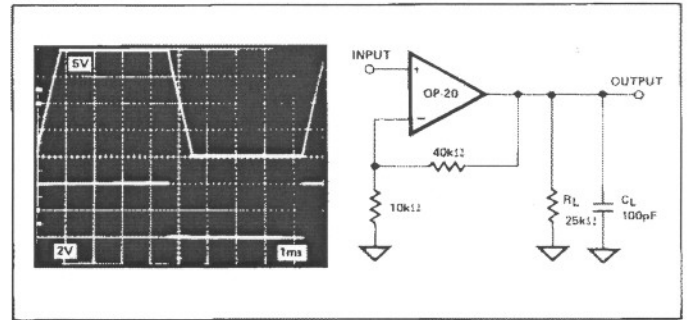 5V
2V
1ms
INPUT
+
OP-20
−
OUTPUT
40kΩ
10kΩ
RL
25kΩ
CL
100pF